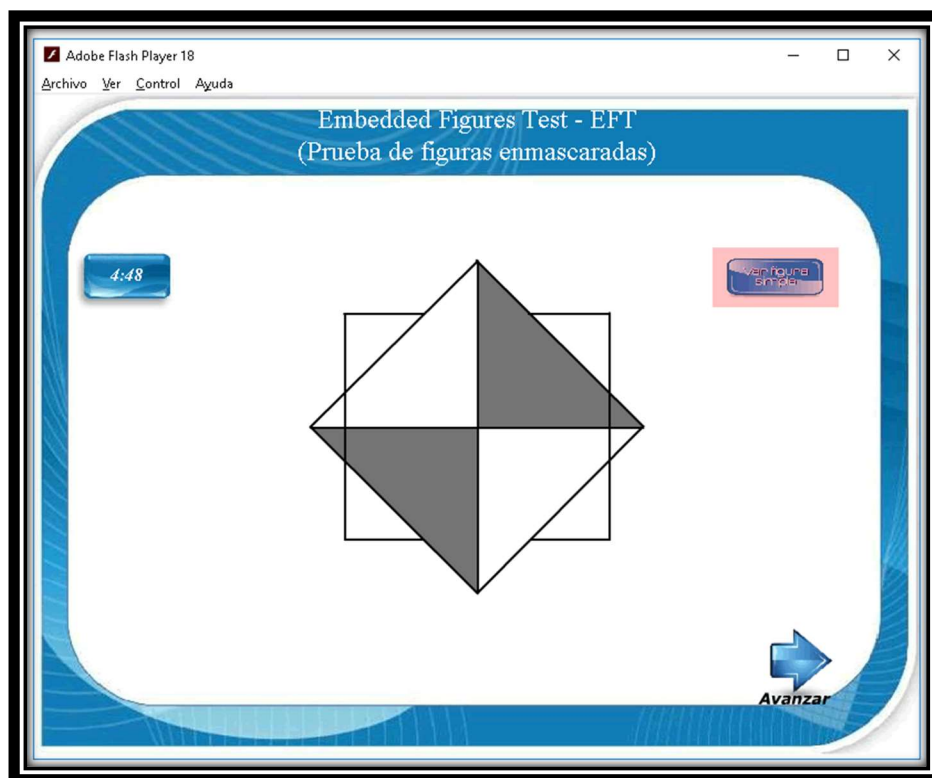 Adobe Flash Player 18
Archivo Ver Control Ayuda
Embedded Figures Test - EFT
(Prueba de figuras enmascaradas)
4:48
Ver figura
simple
Avanzar